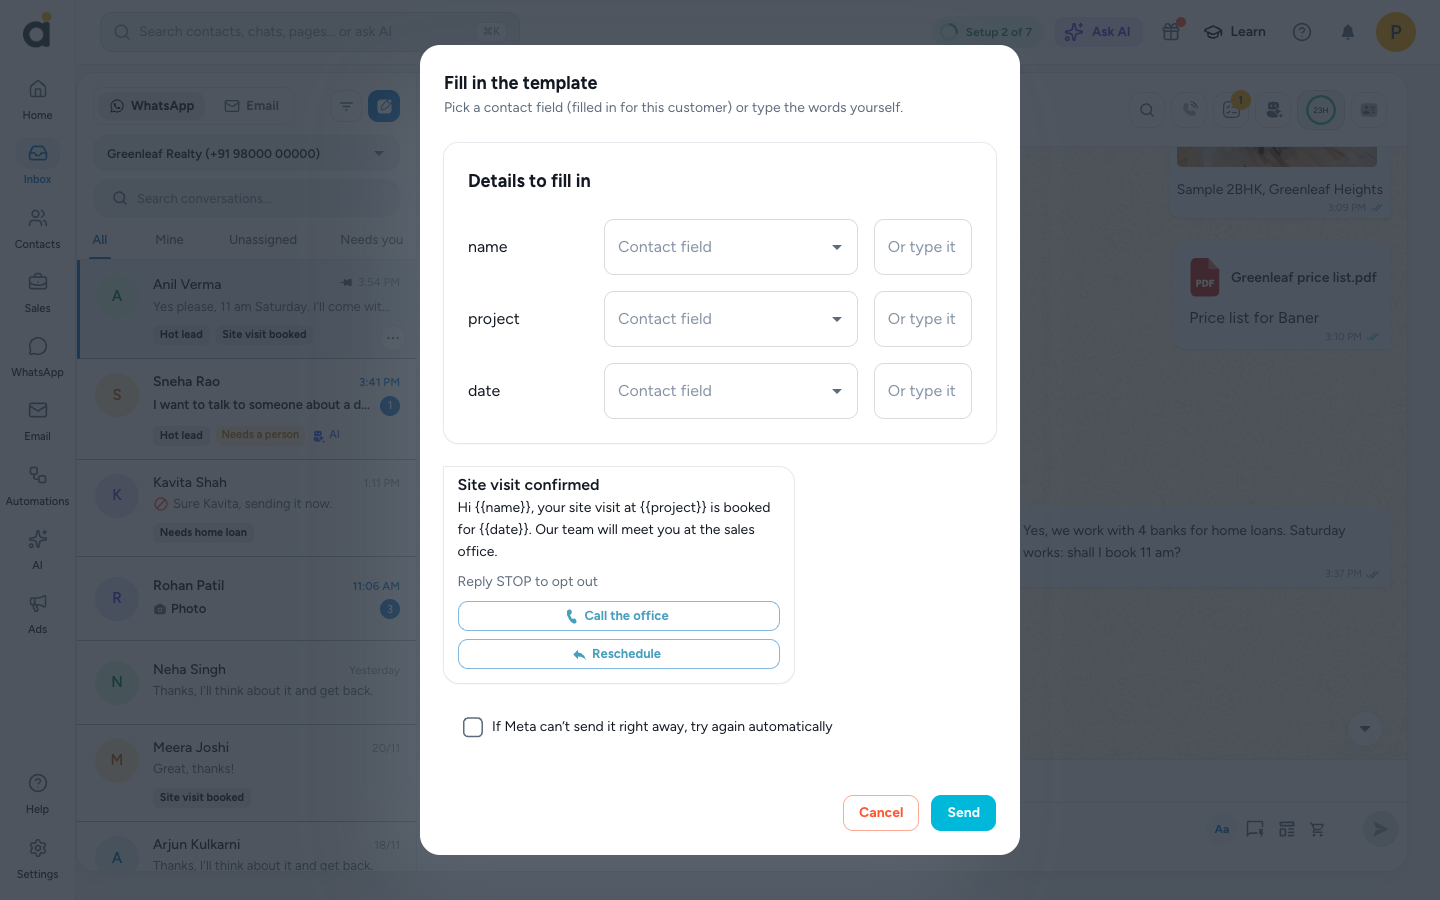 Search contacts, chats, pages... or ask AI
⌘K
Setup 2 of 7
Ask AI
Learn
P
Home
Inbox
Contacts
Sales
WhatsApp
Email
Automations
AI
Ads
Help
Settings
WhatsApp
Email
Greenleaf Realty (+91 98000 00000)
Search conversations...
All
Mine
Unassigned
Needs you
A
Anil Verma
3:54 PM
Yes please, 11 am Saturday. I'll come wit...
Hot lead
Site visit booked
S
Sneha Rao
3:41 PM
I want to talk to someone about a d...
1
Hot lead
Needs a person
AI
K
Kavita Shah
1:11 PM
Sure Kavita, sending it now.
Needs home loan
R
Rohan Patil
11:06 AM
Photo
3
N
Neha Singh
Yesterday
Thanks, I'll think about it and get back.
M
Meera Joshi
20/11
Great, thanks!
Site visit booked
A
Arjun Kulkarni
18/11
Thanks, I'll think about it and get back.
Fill in the template
Pick a contact field (filled in for this customer) or type the words yourself.
Details to fill in
name
Contact field
Or type it
project
Contact field
Or type it
date
Contact field
Or type it
Site visit confirmed
Hi {{name}}, your site visit at {{project}} is booked
for {{date}}. Our team will meet you at the sales
office.
Reply STOP to opt out
Call the office
Reschedule
If Meta can't send it right away, try again automatically
Cancel
Send
1
23H
Sample 2BHK, Greenleaf Heights
3:09 PM
PDF
Greenleaf price list.pdf
Price list for Baner
3:10 PM
Yes, we work with 4 banks for home loans. Saturday
works: shall I book 11 am?
3:37 PM
Aa